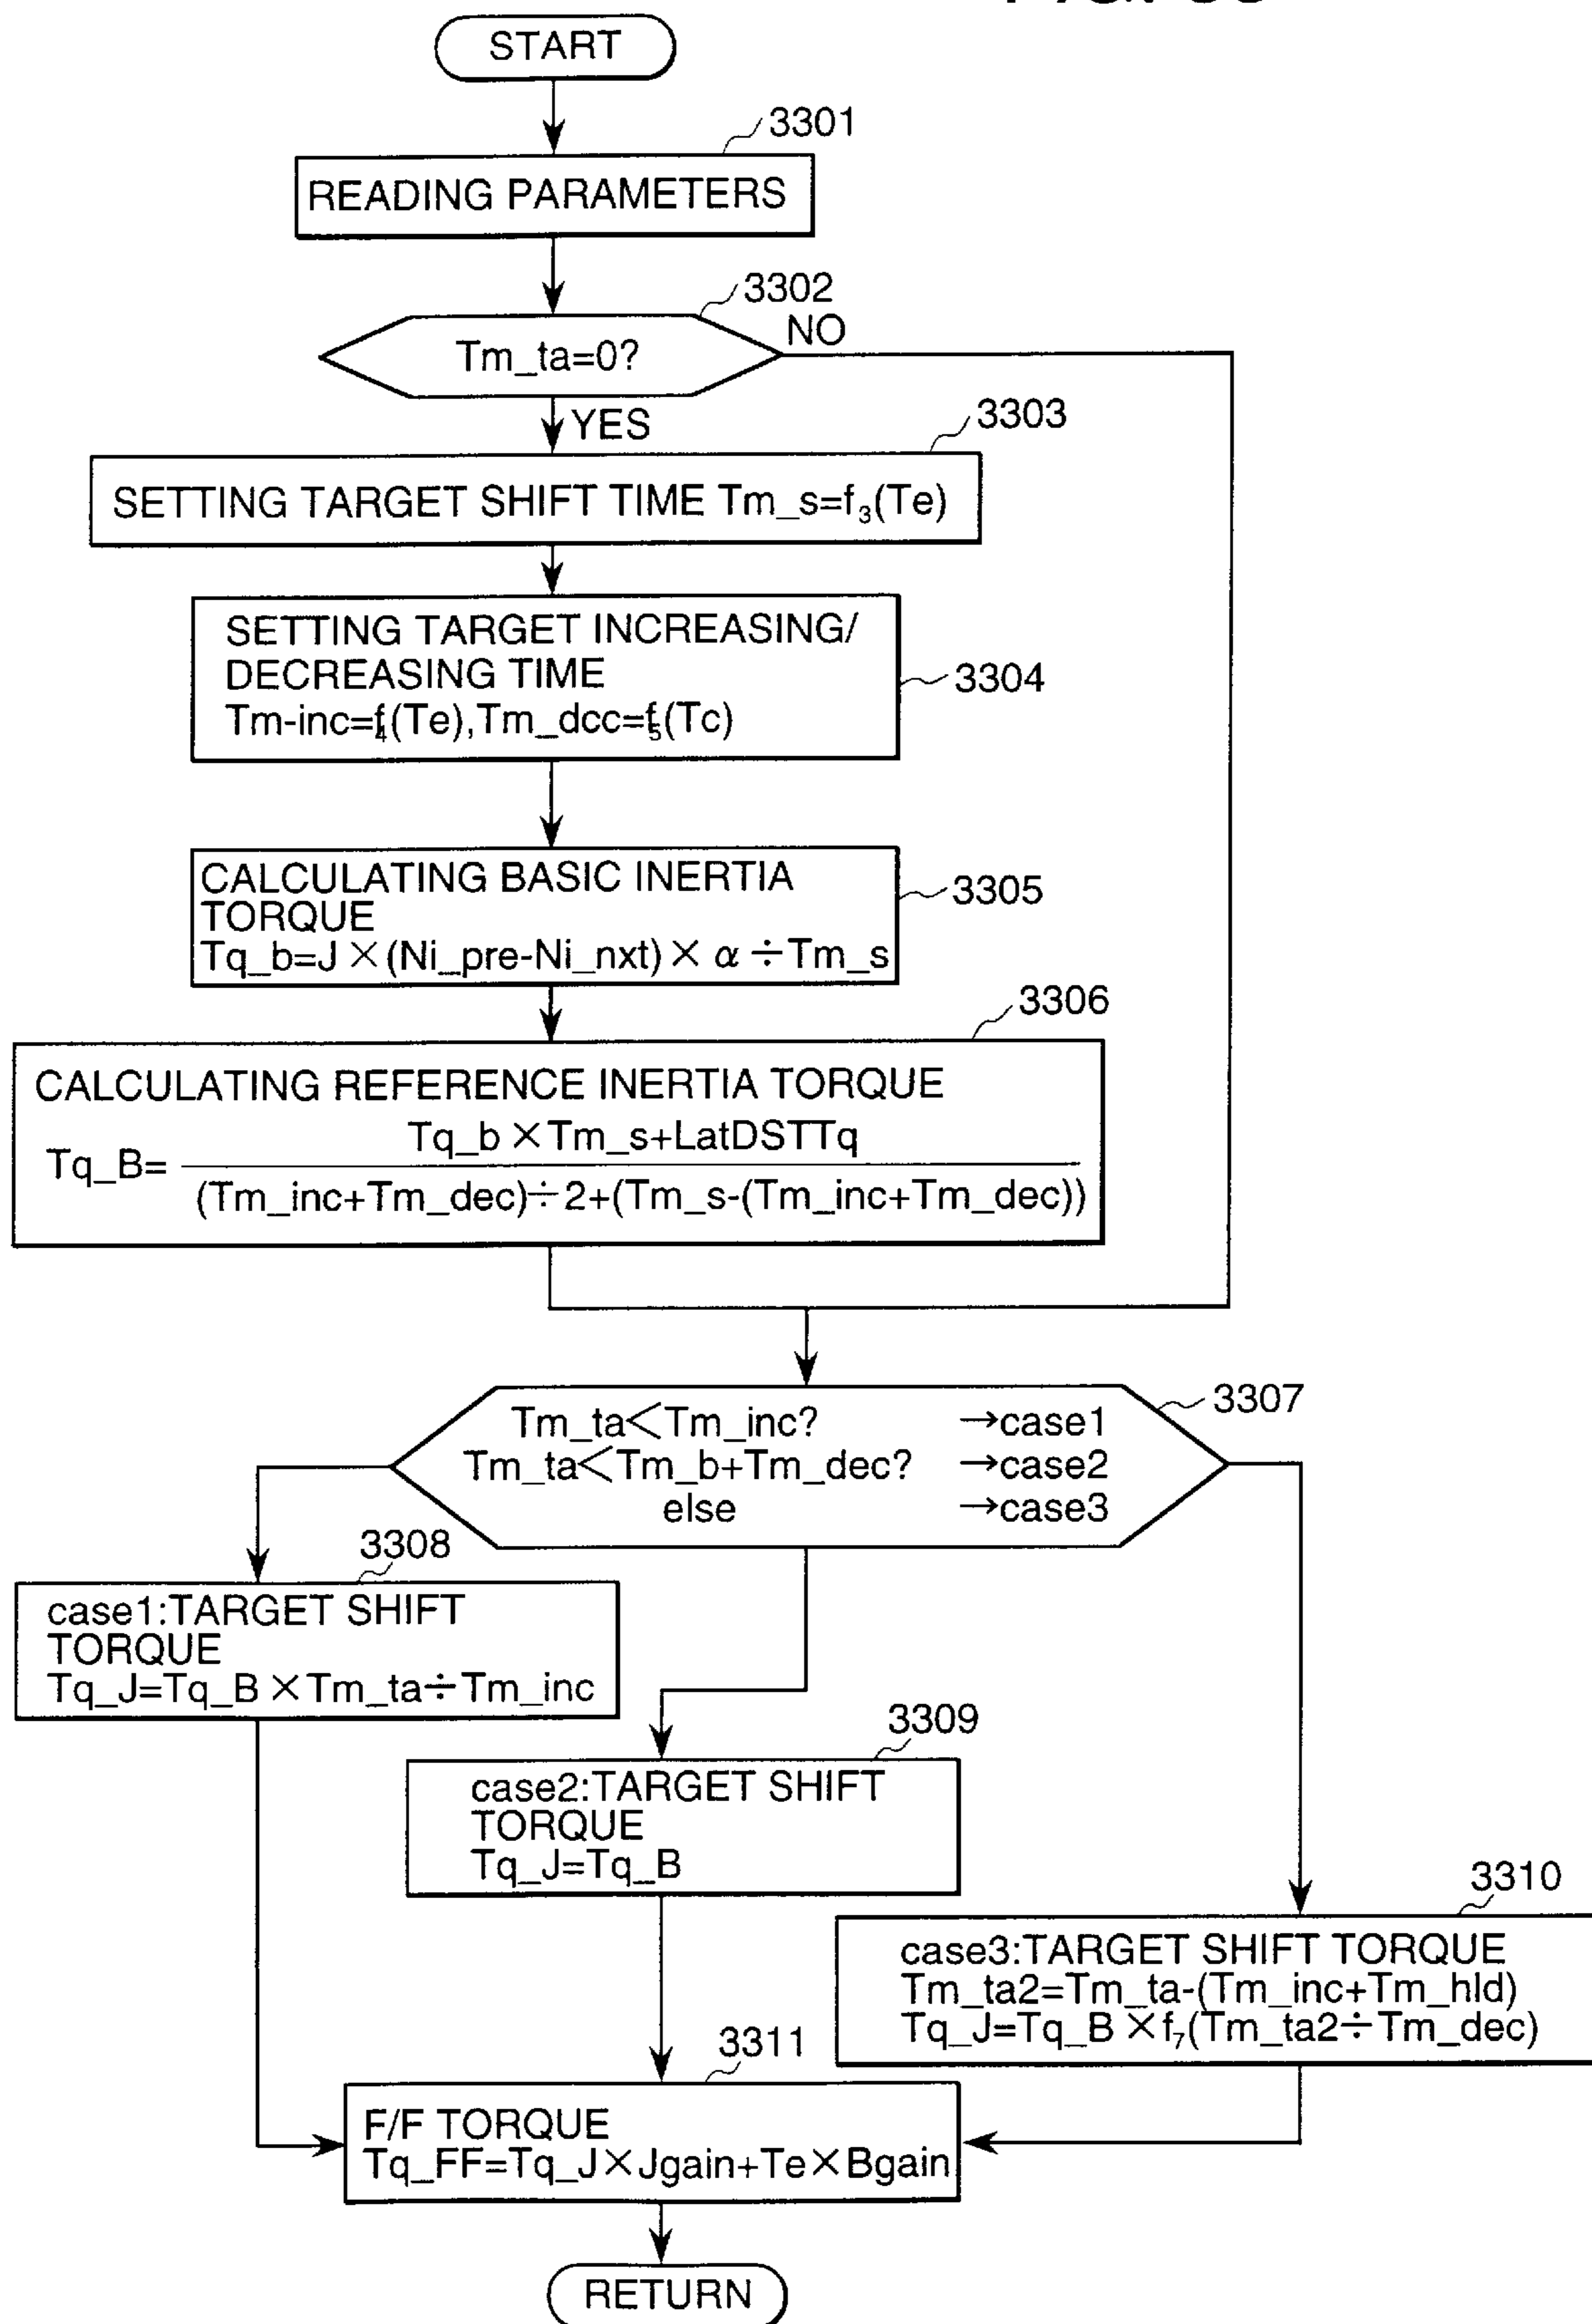 START
3301
READING PARAMETERS
3302
Tm_ta=0?
NO
YES
3303
SETTING TARGET SHIFT TIME Tm_s=f₃(Te)
SETTING TARGET INCREASING/
DECREASING TIME
Tm-inc=f₄(Te),Tm_dcc=f₅(Tc)
3304
CALCULATING BASIC INERTIA
TORQUE
Tq_b=J×(Ni_pre-Ni_nxt)×α÷Tm_s
3305
3306
CALCULATING REFERENCE INERTIA TORQUE
Tq_b×Tm_s+LatDSTTq
Tq_B=
(Tm_inc+Tm_dec)÷2+(Tm_s-(Tm_inc+Tm_dec))
3307
Tm_ta<Tm_inc? →case1
Tm_ta<Tm_b+Tm_dec? →case2
else →case3
3308
case1:TARGET SHIFT
TORQUE
Tq_J=Tq_B×Tm_ta÷Tm_inc
3309
case2:TARGET SHIFT
TORQUE
Tq_J=Tq_B
3310
case3:TARGET SHIFT TORQUE
Tm_ta2=Tm_ta-(Tm_inc+Tm_hld)
Tq_J=Tq_B×f₇(Tm_ta2÷Tm_dec)
3311
F/F TORQUE
Tq_FF=Tq_J×Jgain+Te×Bgain
RETURN